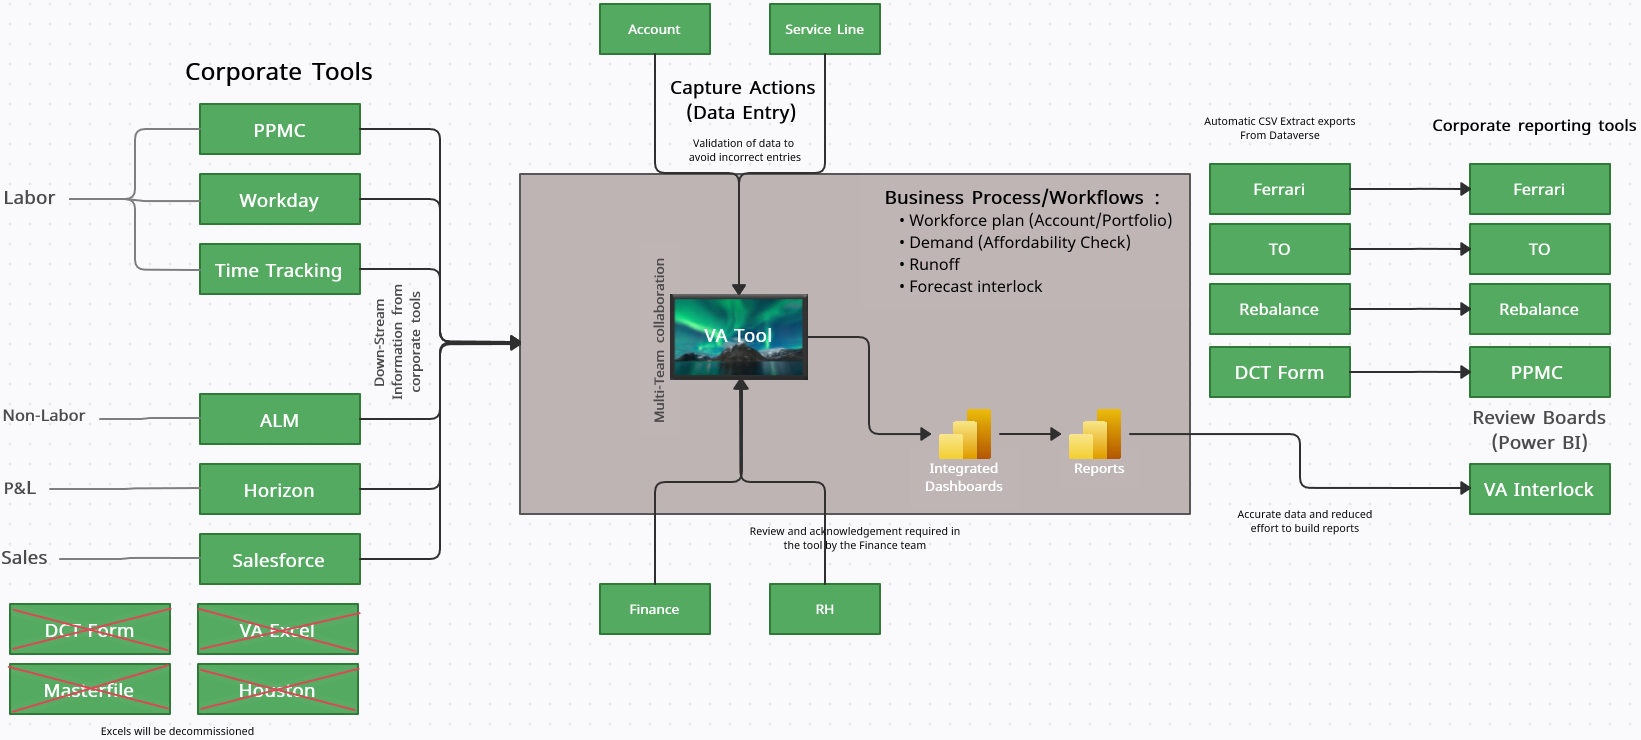 Corporate Tools
Labor
PPMC
Workday
Time Tracking
Down-Stream
Information from
corporate tools
Non-Labor
ALM
P&L
Horizon
Sales
Salesforce
DCT Form
VA Excel
Masterfile
Houston
Excels will be decommissioned
Account
Service Line
Capture Actions
(Data Entry)
Validation of data to
avoid incorrect entries
Business Process/Workflows :
• Workforce plan (Account/Portfolio)
• Demand (Affordability Check)
• Runoff
• Forecast interlock
Multi-Team collaboration
VA Tool
Integrated
Dashboards
Reports
Review and acknowledgement required in
the tool by the Finance team
Finance
RH
Automatic CSV Extract exports
From Dataverse
Corporate reporting tools
Ferrari
Ferrari
TO
TO
Rebalance
Rebalance
DCT Form
PPMC
Review Boards
(Power BI)
VA Interlock
Accurate data and reduced
effort to build reports